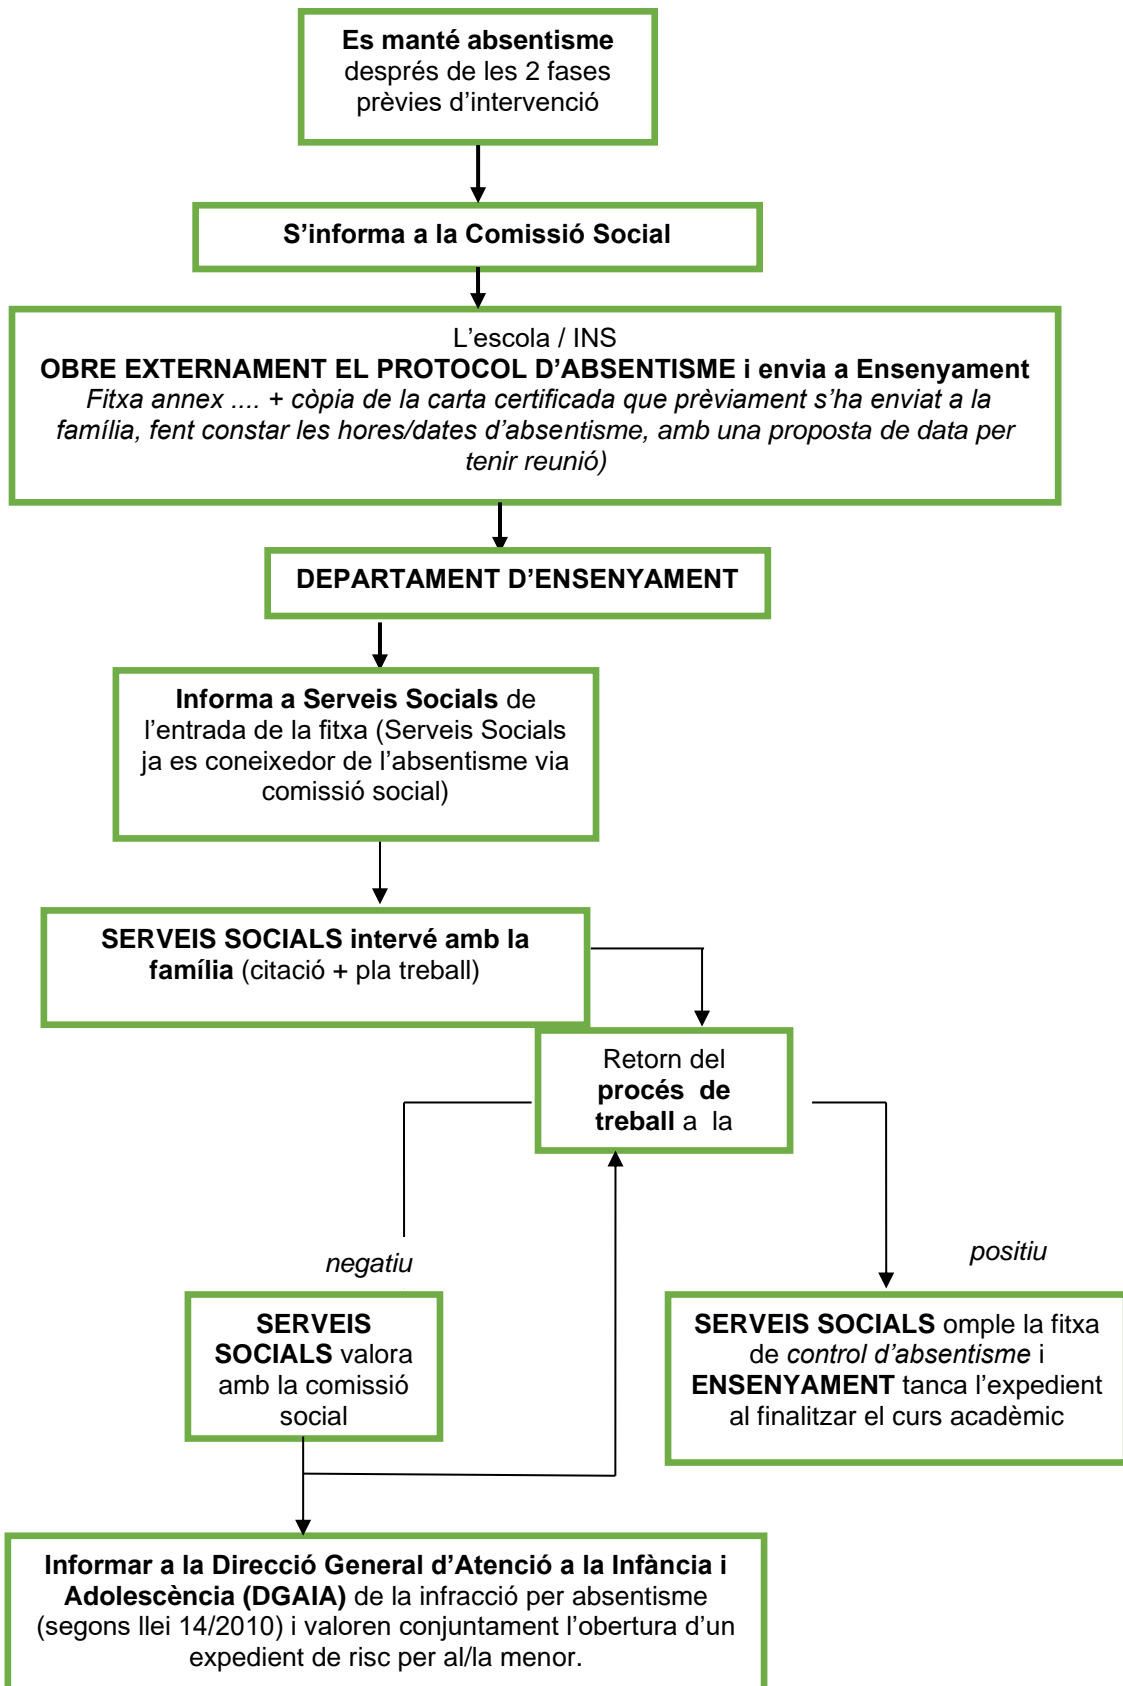 Es manté absentisme
després de les 2 fases
prèvies d’intervenció
S’informa a la Comissió Social
L’escola / INS
OBRE EXTERNAMENT EL PROTOCOL D’ABSENTISME i envia a Ensenyament
Fitxa annex .... + còpia de la carta certificada que prèviament s’ha enviat a la
família, fent constar les hores/dates d’absentisme, amb una proposta de data per
tenir reunió)
DEPARTAMENT D’ENSENYAMENT
Informa a Serveis Socials de
l’entrada de la fitxa (Serveis Socials
ja es coneixedor de l’absentisme via
comissió social)
SERVEIS SOCIALS intervé amb la
família (citació + pla treball)
Retorn del
procés de
treball a la
negatiu
positiu
SERVEIS
SOCIALS valora
amb la comissió
social
SERVEIS SOCIALS omple la fitxa
de control d’absentisme i
ENSENYAMENT tanca l’expedient
al finalitzar el curs acadèmic
Informar a la Direcció General d’Atenció a la Infància i
Adolescència (DGAIA) de la infracció per absentisme
(segons llei 14/2010) i valoren conjuntament l’obertura d’un
expedient de risc per al/la menor.